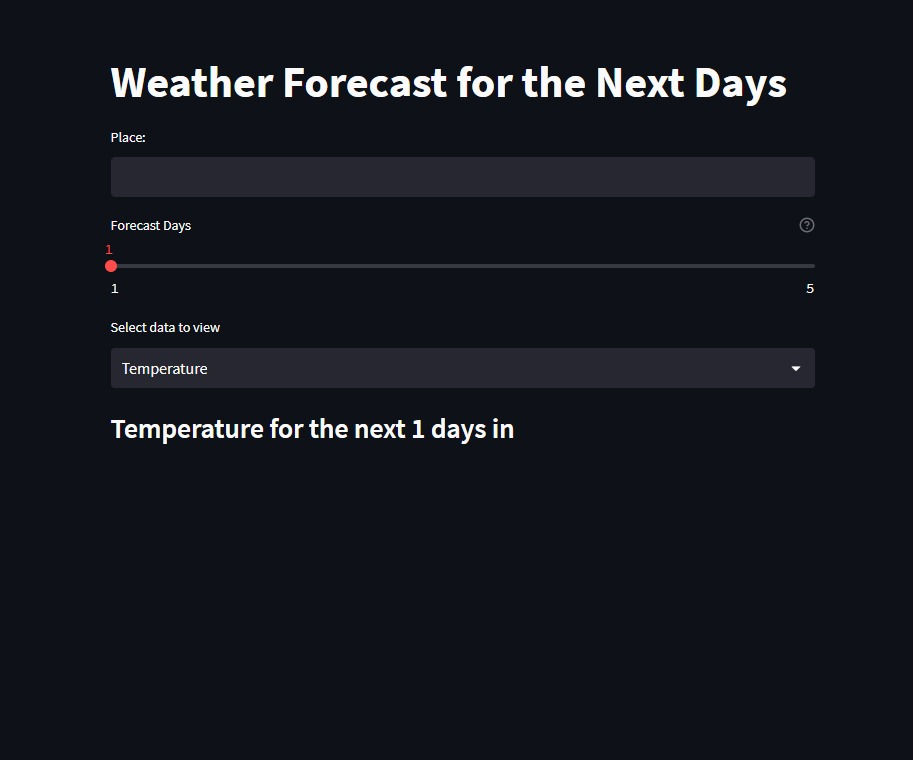 Weather Forecast for the Next Days
Place:
Forecast Days
1
1 5
Select data to view
Temperature
Temperature for the next 1 days in